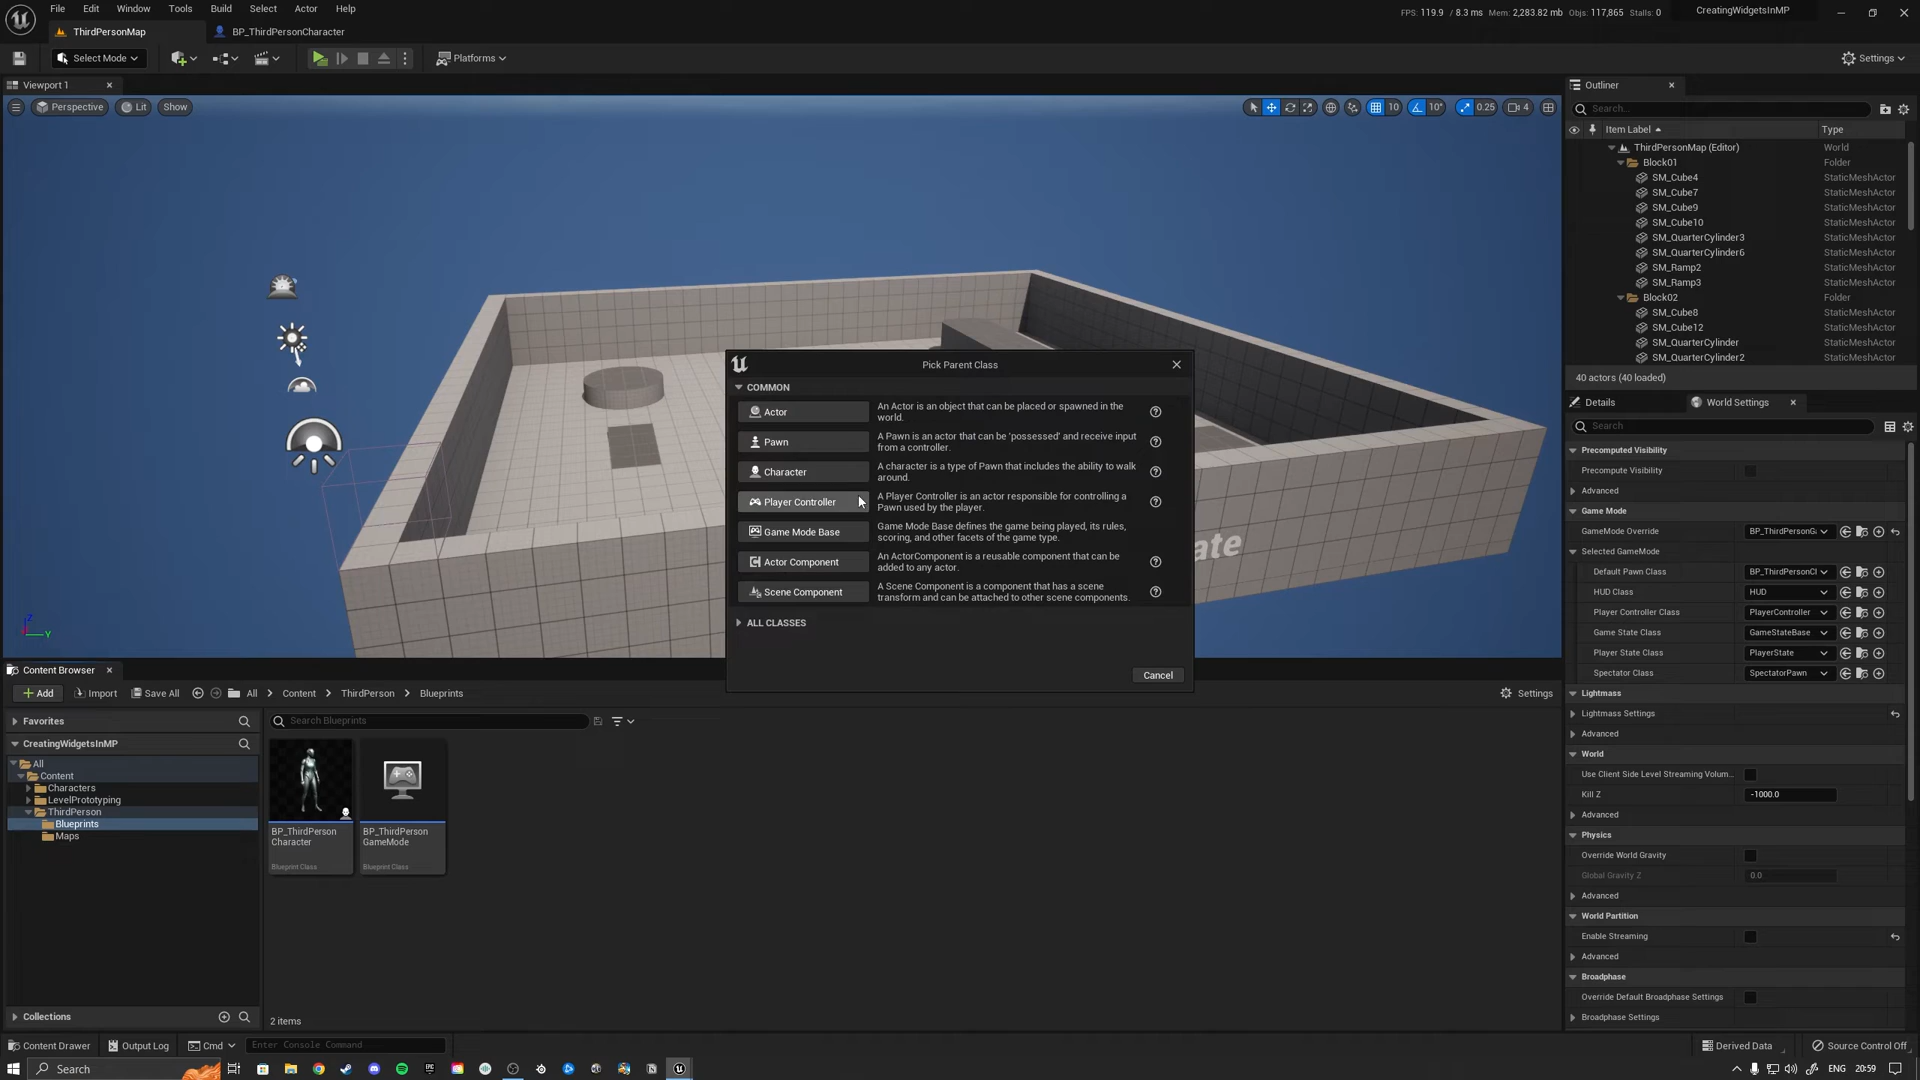 File Edit Window Tools Build Select Actor Help
FPS: 119.9 / 8.3 ms Mem: 2,283.82 mb Objs: 117,865 Stalls: 0
CreatingWidgetsInMP
ThirdPersonMap
BP_ThirdPersonCharacter
Select Mode
Platforms
Settings
Viewport 1
Perspective
Lit
Show
10
10°
0.25
4
Outliner
Search...
Item Label
Type
ThirdPersonMap (Editor) World
Block01 Folder
SM_Cube4 StaticMeshActor
SM_Cube7 StaticMeshActor
SM_Cube9 StaticMeshActor
SM_Cube10 StaticMeshActor
SM_QuarterCylinder3 StaticMeshActor
SM_QuarterCylinder6 StaticMeshActor
SM_Ramp2 StaticMeshActor
SM_Ramp3 StaticMeshActor
Block02 Folder
SM_Cube8 StaticMeshActor
SM_Cube12 StaticMeshActor
SM_QuarterCylinder StaticMeshActor
SM_QuarterCylinder2 StaticMeshActor
40 actors (40 loaded)
Pick Parent Class
COMMON
Actor
An Actor is an object that can be placed or spawned in the
world.
Pawn
A Pawn is an actor that can be 'possessed' and receive input
from a controller.
Character
A character is a type of Pawn that includes the ability to walk
around.
Player Controller
A Player Controller is an actor responsible for controlling a
Pawn used by the player.
Game Mode Base
Game Mode Base defines the game being played, its rules,
scoring, and other facets of the game type.
Actor Component
An ActorComponent is a reusable component that can be
added to any actor.
Scene Component
A Scene Component is a component that has a scene
transform and can be attached to other scene components.
ALL CLASSES
Cancel
ate
Z
Y
Details
World Settings
Search
Precomputed Visibility
Precompute Visibility
Advanced
Game Mode
GameMode Override BP_ThirdPersonG
Selected GameMode
Default Pawn Class BP_ThirdPersonCl
HUD Class HUD
Player Controller Class PlayerController
Game State Class GameStateBase
Player State Class PlayerState
Spectator Class SpectatorPawn
Lightmass
Lightmass Settings
Advanced
World
Use Client Side Level Streaming Volum...
Kill Z -1000.0
Advanced
Physics
Override World Gravity
Global Gravity Z 0.0
Advanced
World Partition
Enable Streaming
Advanced
Broadphase
Override Default Broadphase Settings
Broadphase Settings
Content Browser
Add
Import
Save All
All
Content
ThirdPerson
Blueprints
Settings
Favorites
Search Blueprints
CreatingWidgetsInMP
All
Content
Characters
LevelPrototyping
ThirdPerson
Blueprints
Maps
BP_ThirdPerson
Character
Blueprint Class
BP_ThirdPerson
GameMode
Blueprint Class
Collections
2 items
Content Drawer
Output Log
Cmd
Enter Console Command
Derived Data
Source Control Off
Search
ENG
20:59